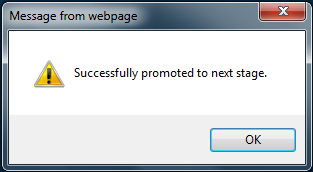 Message from webpage
Successfully promoted to next stage.
OK